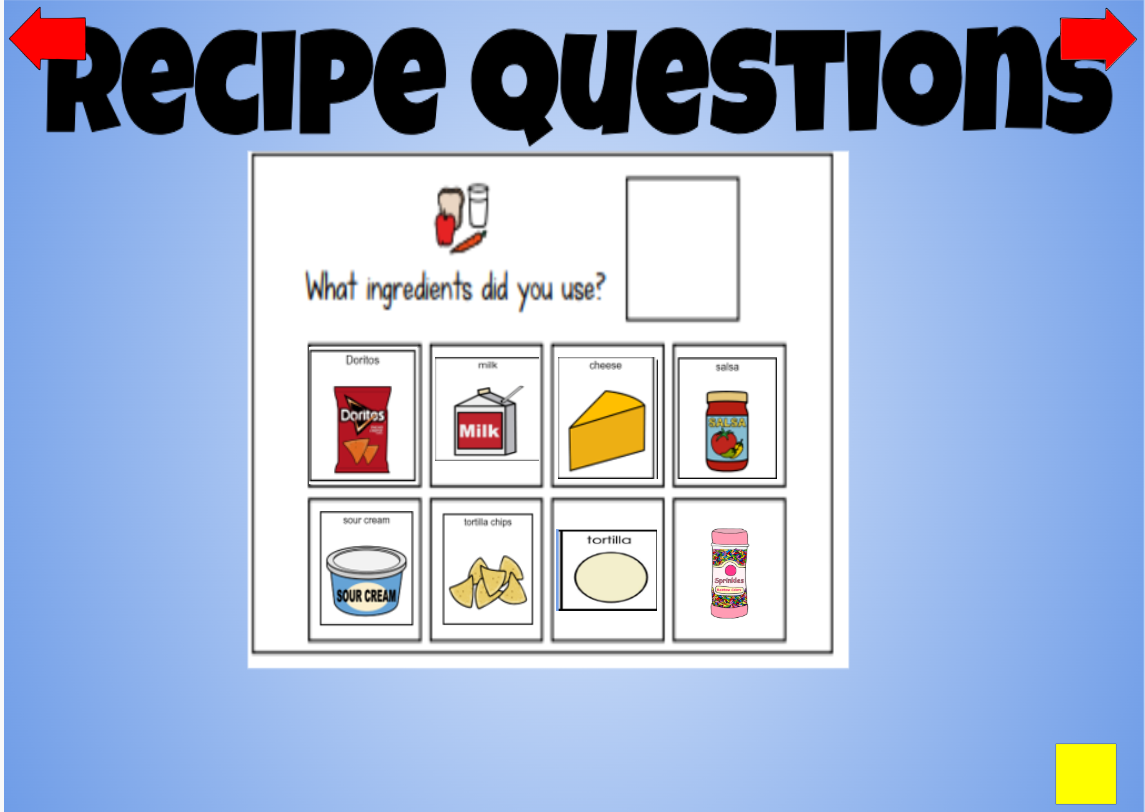 RECIPE QUESTIONS
What ingredients did you use?
Doritos
milk
cheese
salsa
Doritos
Milk
SALSA
sour cream
tortilla chips
tortilla
SOUR CREAM
Sprinkles